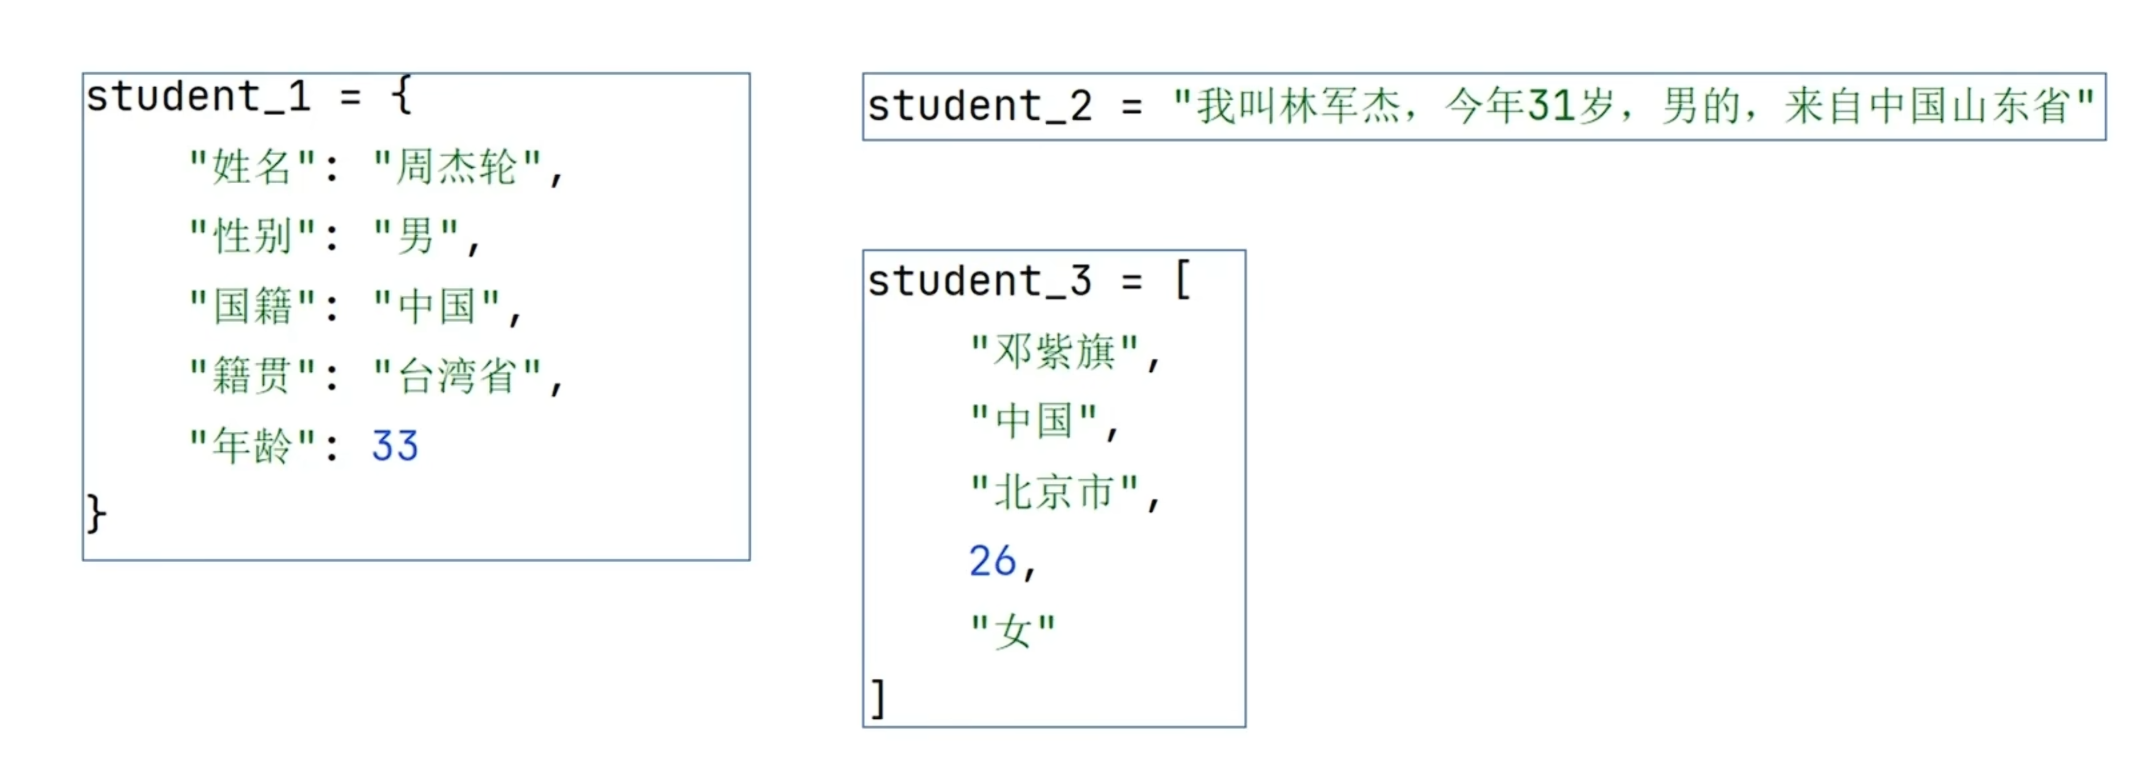 student_1 = {
"姓名": "周杰轮",
"性别": "男",
"国籍": "中国",
"籍贯": "台湾省",
"年龄": 33
}
student_2 = "我叫林军杰，今年31岁，男的，来自中国山东省"
student_3 = [
"邓紫旗",
"中国",
"北京市",
26,
"女"
]